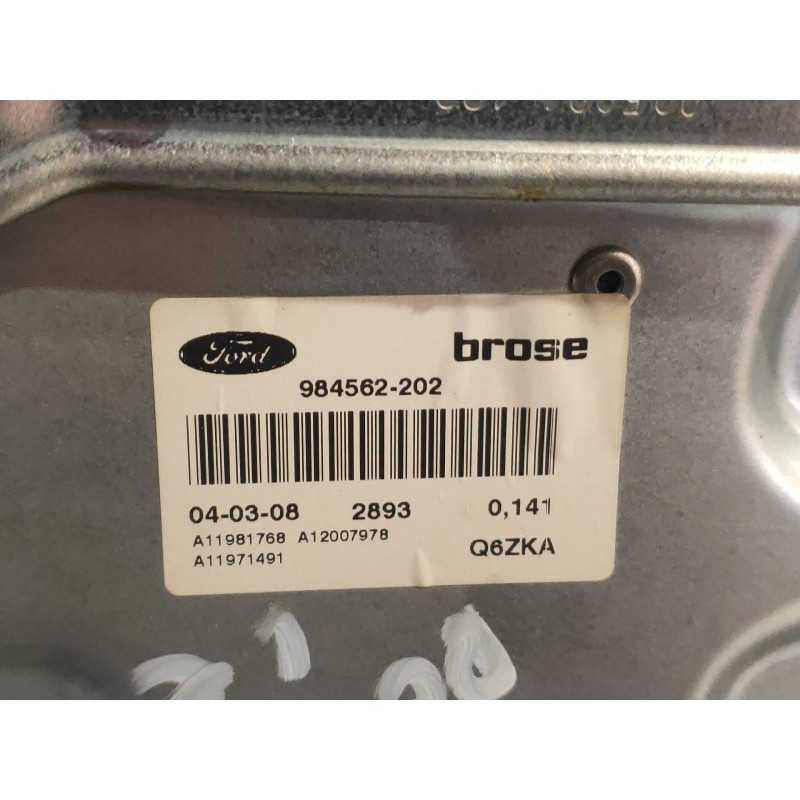 Ford brose
984562-202
04-03-08 2893 0,141
A11981768 A12007978
A11971491 Q6ZKA